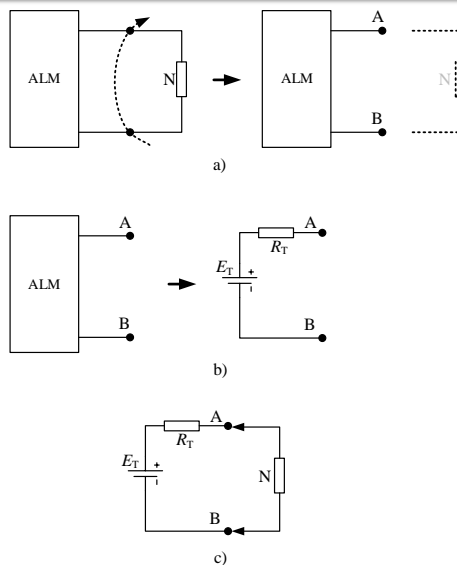 ALM N ALM A B N
a)
ALM A B A R_T E_T + - B
b)
A R_T E_T + - N B
c)